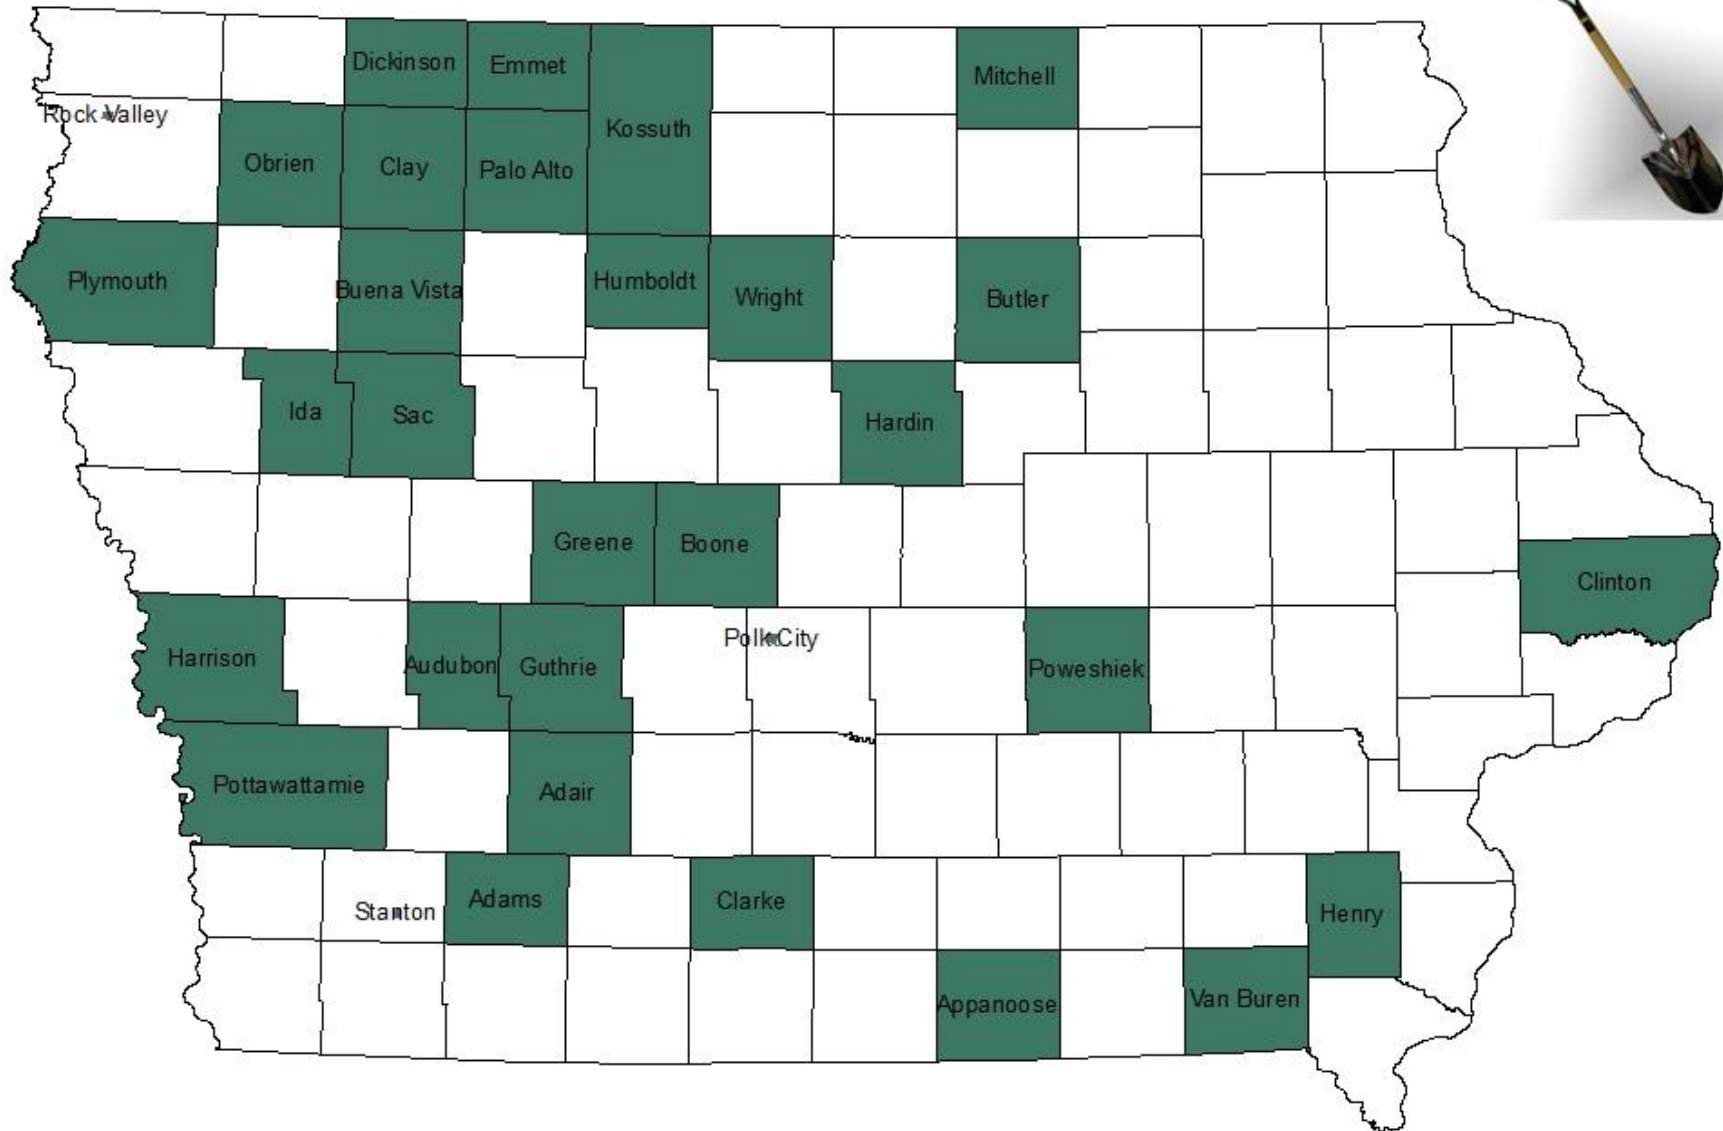 Dickinson
Emmet
Mitchell
Rock Valley
Kossuth
Obrien
Clay
Palo Alto
Plymouth
Buena Vista
Humboldt
Wright
Butler
Ida
Sac
Hardin
Greene
Boone
Clinton
Harrison
Audubon
Guthrie
Polk City
Poweshiek
Pottawattamie
Adair
Adams
Clarke
Stanton
Henry
Appanoose
Van Buren